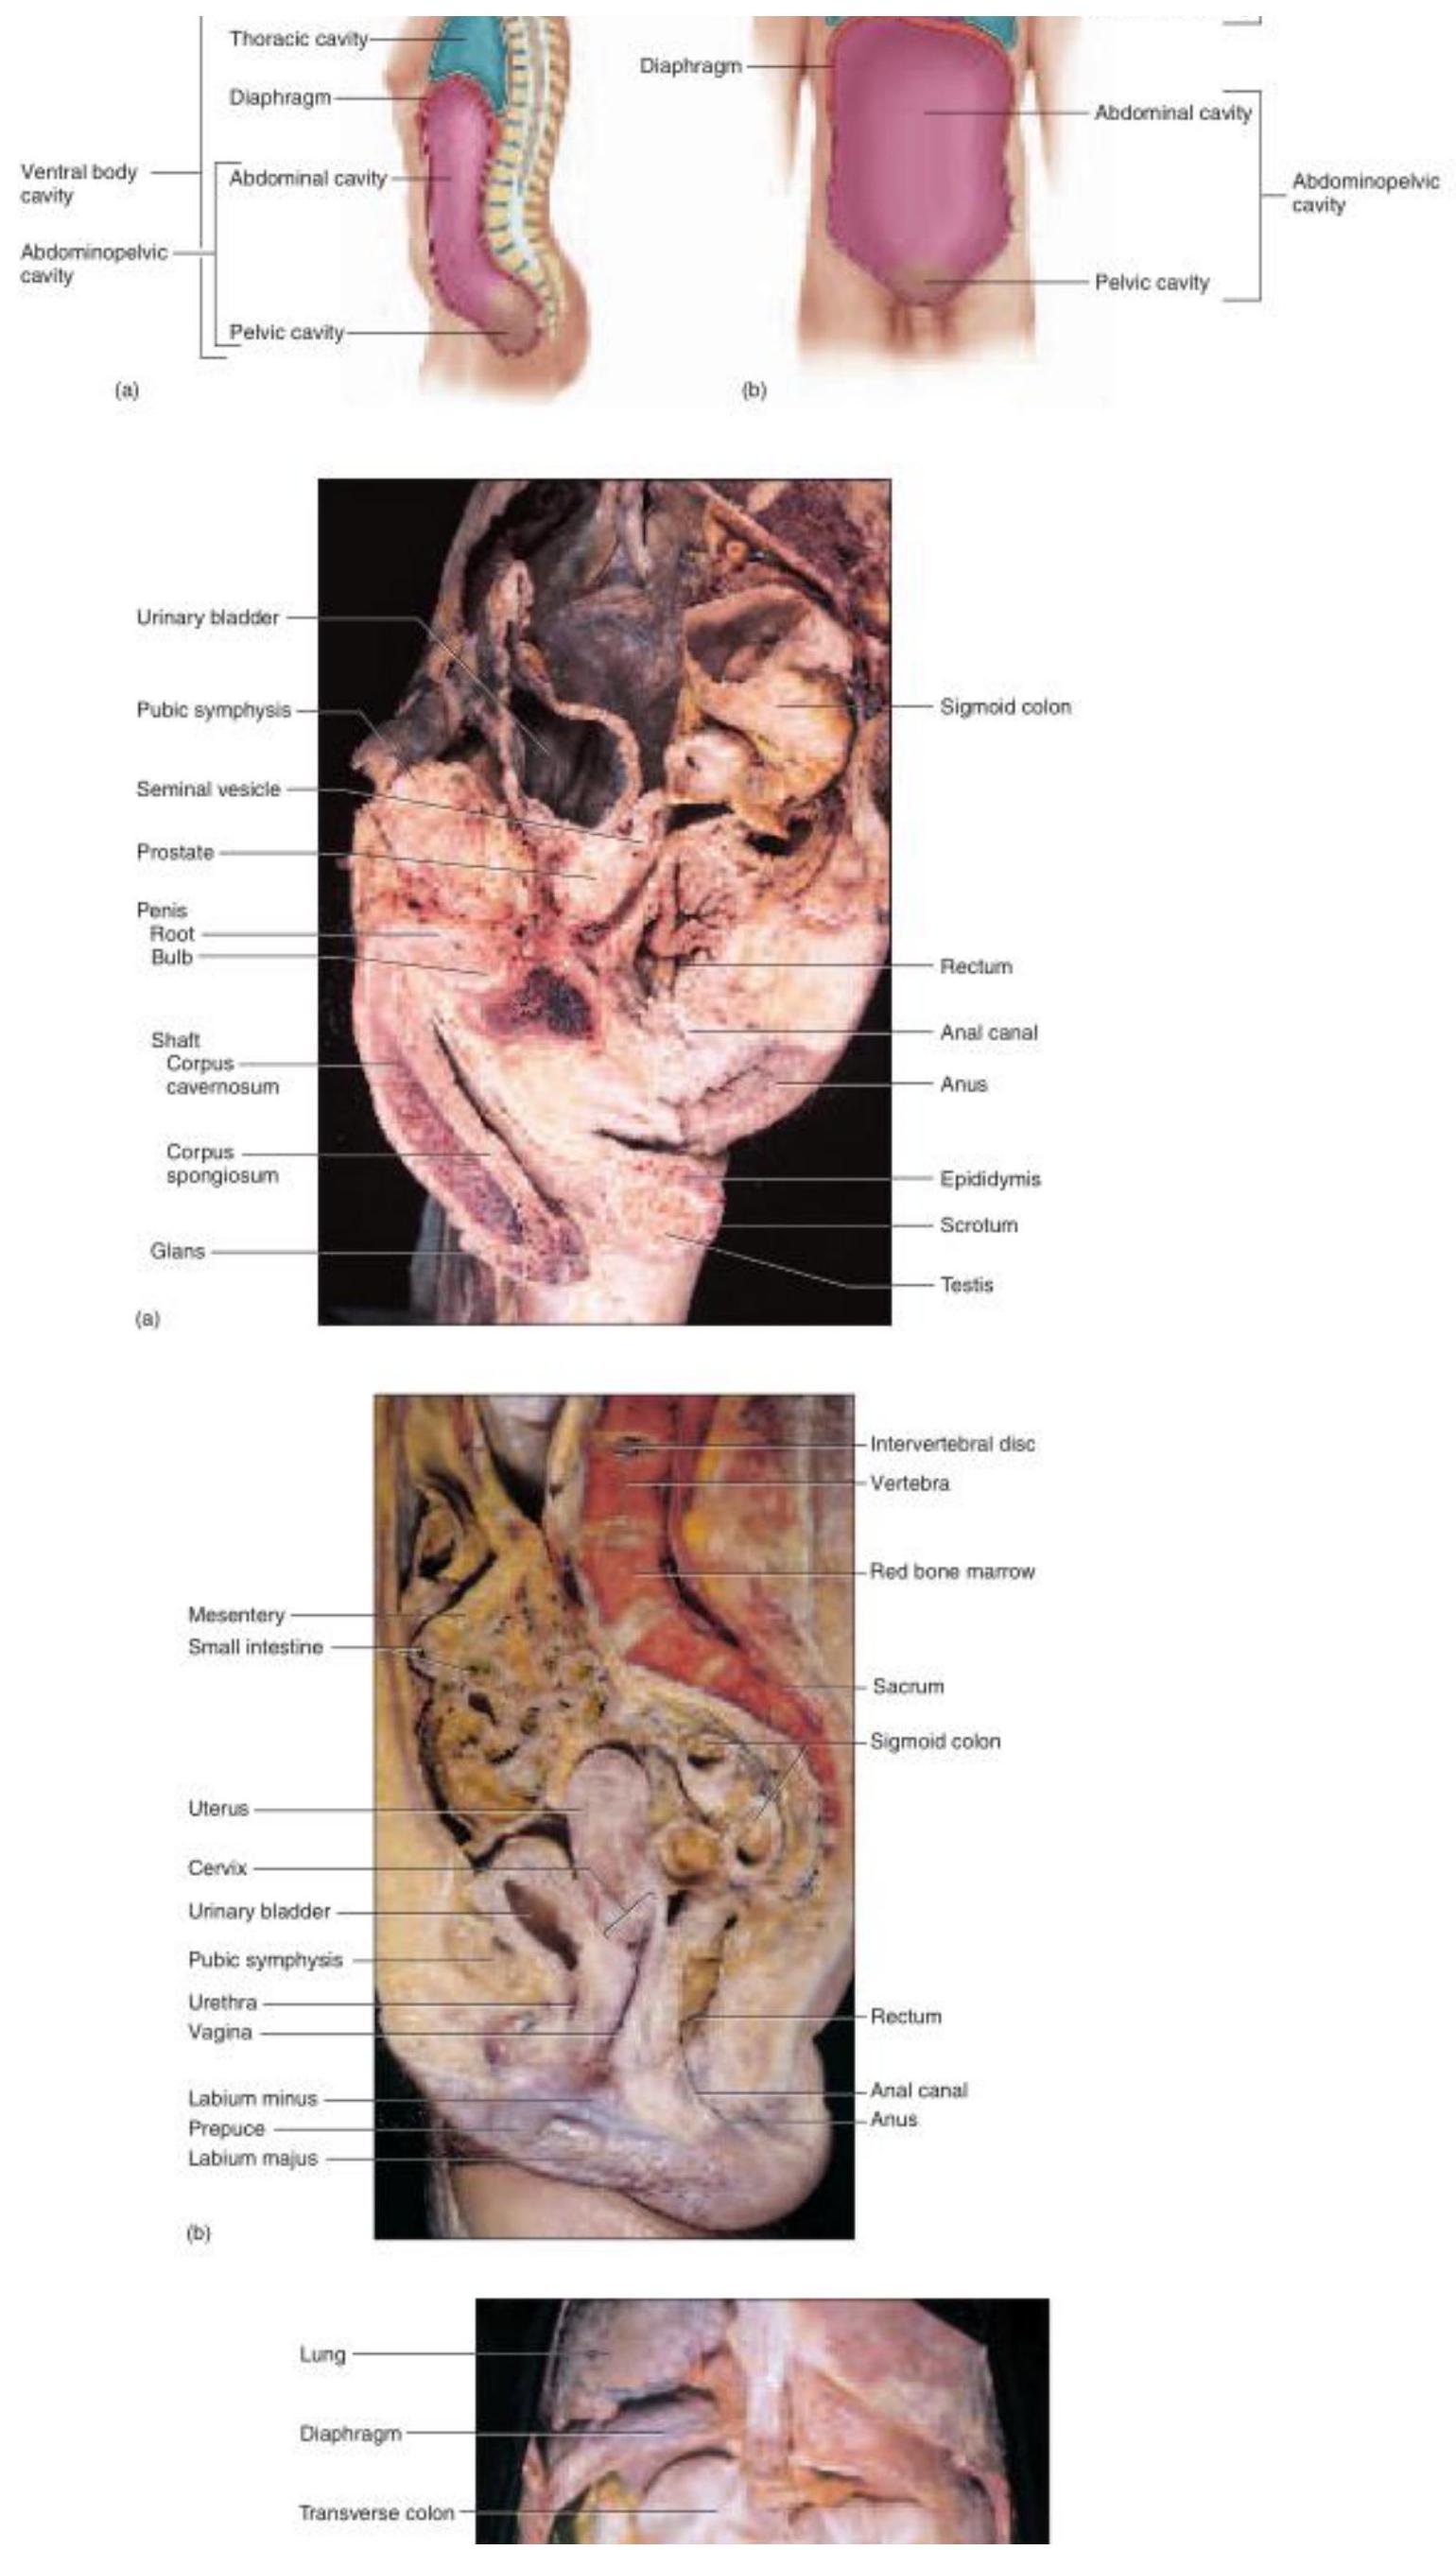 Thoracic cavity
Diaphragm
Ventral body
cavity
Abdominal cavity
Abdominopelvic
cavity
Pelvic cavity
(a)
Diaphragm
Abdominal cavity
Abdominopelvic
cavity
Pelvic cavity
(b)
Urinary bladder
Pubic symphysis
Seminal vesicle
Prostate
Penis
Root
Bulb
Shaft
Corpus
cavernosum
Corpus
spongiosum
Glans
Sigmoid colon
Rectum
Anal canal
Anus
Epididymis
Scrotum
Testis
(a)
Mesentery
Small intestine
Uterus
Cervix
Urinary bladder
Pubic symphysis
Urethra
Vagina
Labium minus
Prepuce
Labium majus
Intervertebral disc
Vertebra
Red bone marrow
Sacrum
Sigmoid colon
Rectum
Anal canal
Anus
(b)
Lung
Diaphragm
Transverse colon